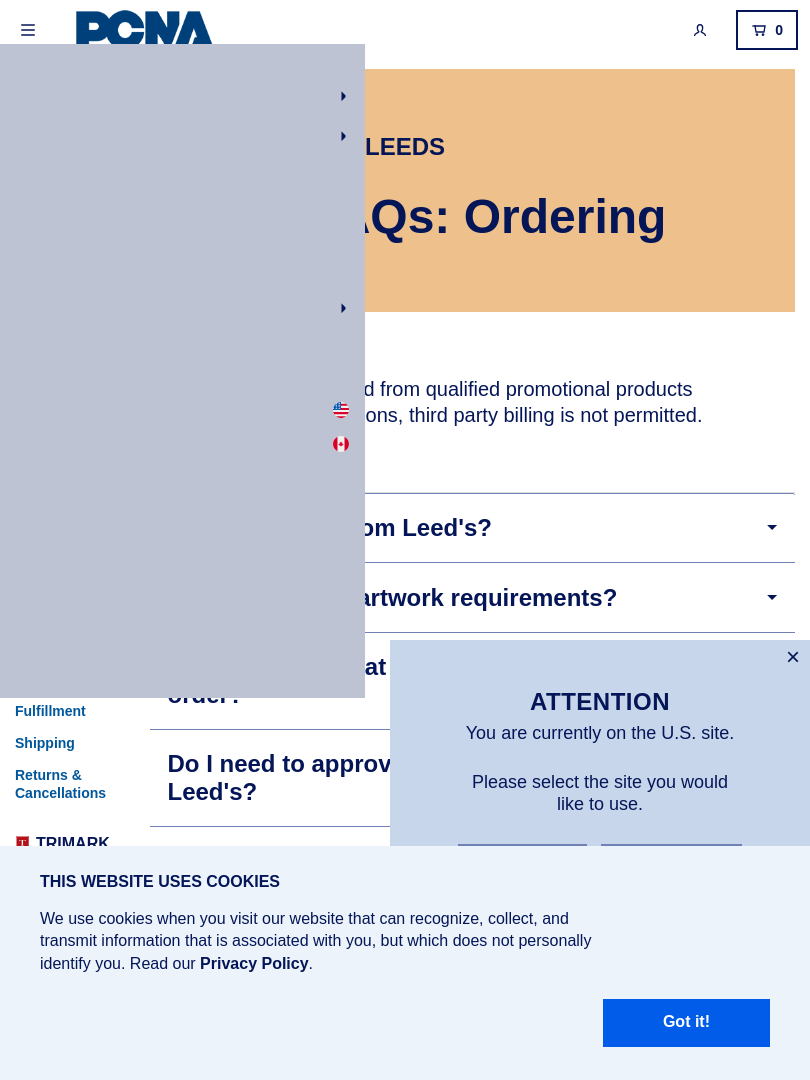 PCNA
0
LEEDS
AQs: Ordering
d from qualified promotional products
ons, third party billing is not permitted.
om Leed's?
artwork requirements?
at
order?
Fulfillment
Shipping
Do I need to approv
Leed's?
Returns &
Cancellations
TRIMARK
×
ATTENTION
You are currently on the U.S. site.
Please select the site you would
like to use.
THIS WEBSITE USES COOKIES
We use cookies when you visit our website that can recognize, collect, and
transmit information that is associated with you, but which does not personally
identify you. Read our Privacy Policy.
Got it!